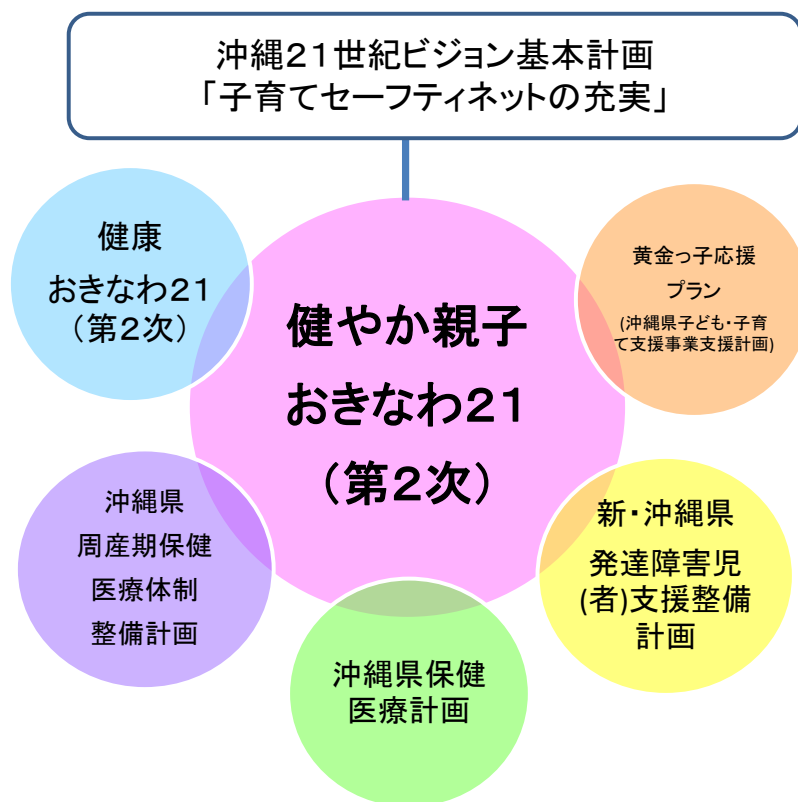 沖縄２１世紀ビジョン基本計画
「子育てセーフティネットの充実」
健康
おきなわ２１
（第２次）
黄金っ子応援
プラン
(沖縄県子ども・子育
て支援事業支援計画)
健やか親子
おきなわ２１
（第２次）
沖縄県
周産期保健
医療体制
整備計画
新・沖縄県
発達障害児
(者)支援整備
計画
沖縄県保健
医療計画